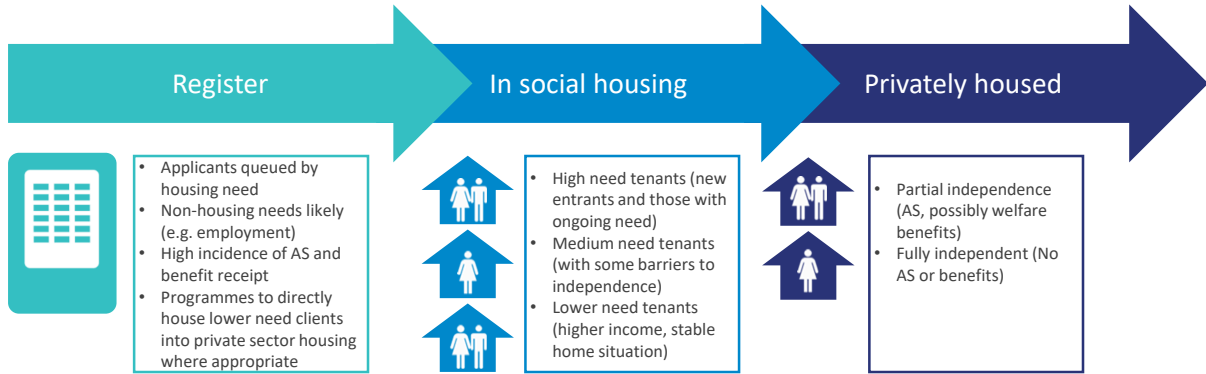 Register
In social housing
Privately housed
• Applicants queued by
housing need
• Non-housing needs likely
(e.g. employment)
• High incidence of AS and
benefit receipt
• Programmes to directly
house lower need clients
into private sector housing
where appropriate
• High need tenants (new
entrants and those with
ongoing need)
• Medium need tenants
(with some barriers to
independence)
• Lower need tenants
(higher income, stable
home situation)
• Partial independence
(AS, possibly welfare
benefits)
• Fully independent (No
AS or benefits)